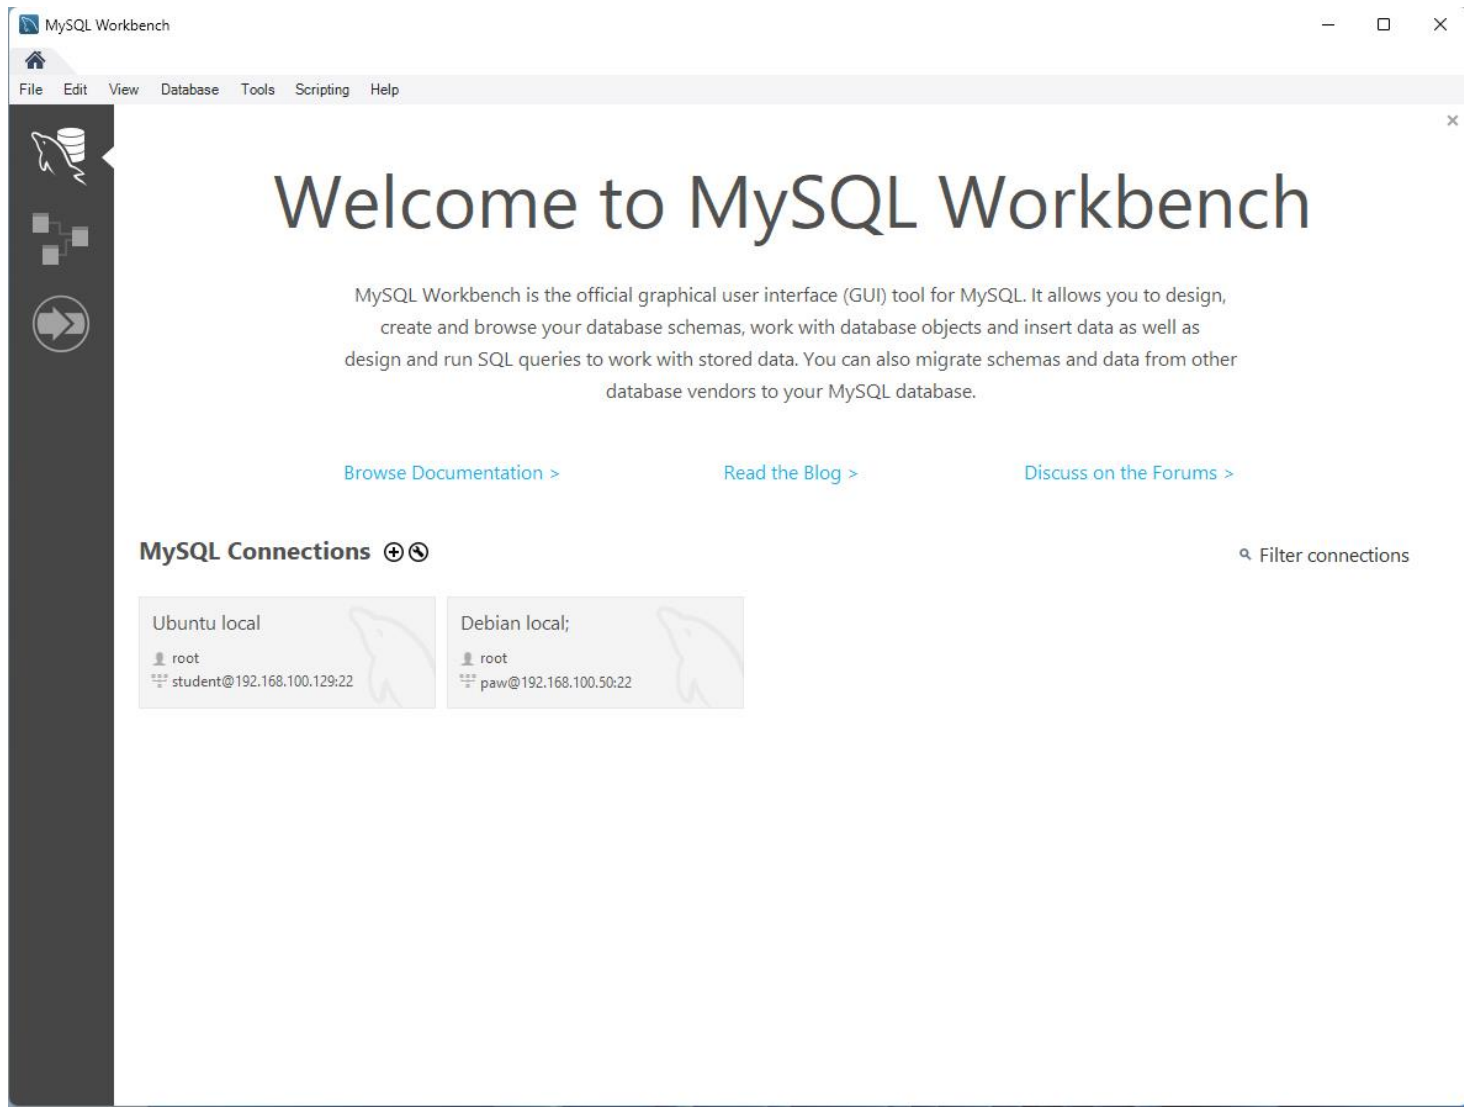 MySQL Workbench
File Edit View Database Tools Scripting Help
Welcome to MySQL Workbench
MySQL Workbench is the official graphical user interface (GUI) tool for MySQL. It allows you to design,
create and browse your database schemas, work with database objects and insert data as well as
design and run SQL queries to work with stored data. You can also migrate schemas and data from other
database vendors to your MySQL database.
Browse Documentation > Read the Blog > Discuss on the Forums >
MySQL Connections
Filter connections
Ubuntu local
root
student@192.168.100.129:22
Debian local;
root
paw@192.168.100.50:22